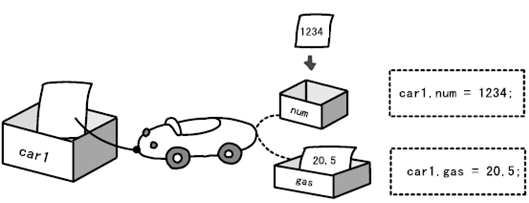 1234
car1.num = 1234;
num
car1
20.5
gas
car1.gas = 20.5;